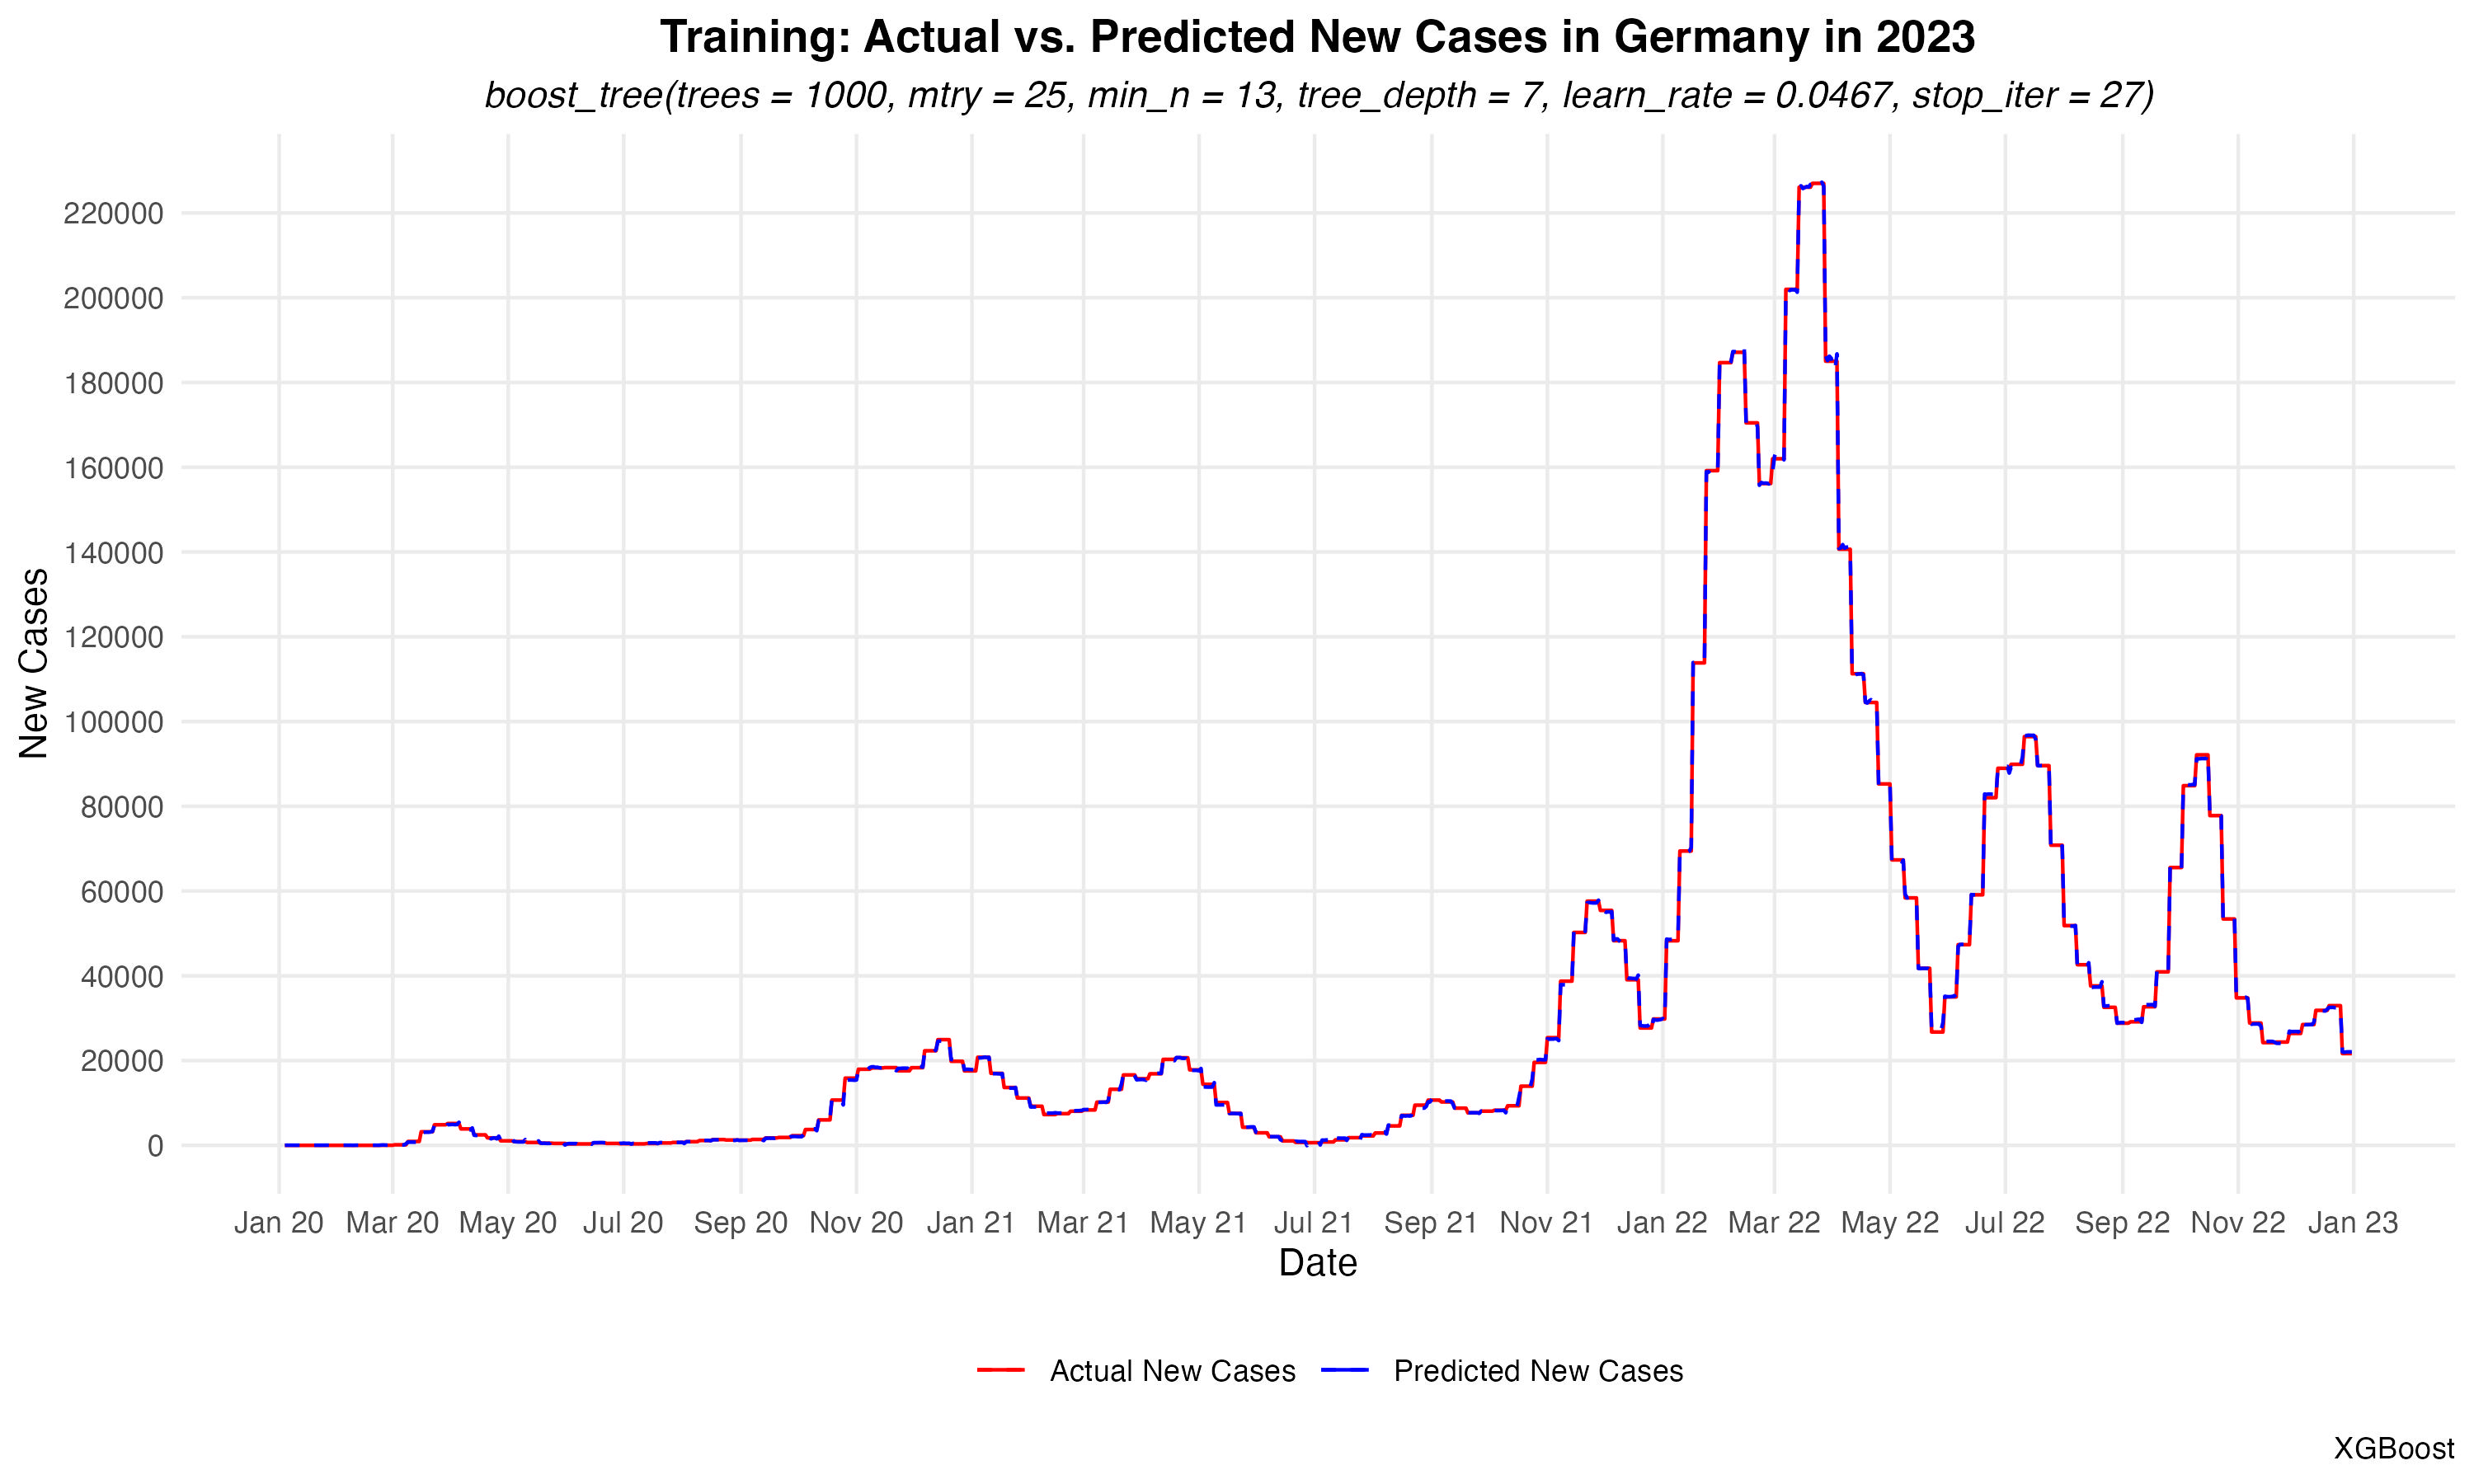 Training: Actual vs. Predicted New Cases in Germany in 2023
boost_tree(trees = 1000, mtry = 25, min_n = 13, tree_depth = 7, learn_rate = 0.0467, stop_iter = 27)
New Cases
220000
200000
180000
160000
140000
120000
100000
80000
60000
40000
20000
0
Jan 20 Mar 20 May 20 Jul 20 Sep 20 Nov 20 Jan 21 Mar 21 May 21 Jul 21 Sep 21 Nov 21 Jan 22 Mar 22 May 22 Jul 22 Sep 22 Nov 22 Jan 23
Date
Actual New Cases Predicted New Cases
XGBoost